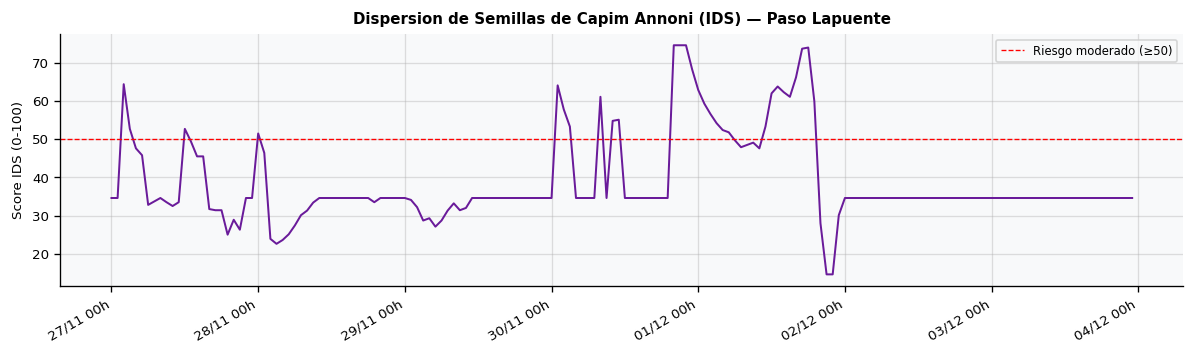 Dispersion de Semillas de Capim Annoni (IDS) — Paso Lapuente
Riesgo moderado (≥50)
Score IDS (0-100)
70
60
50
40
30
20
27/11 00h
28/11 00h
29/11 00h
30/11 00h
01/12 00h
02/12 00h
03/12 00h
04/12 00h